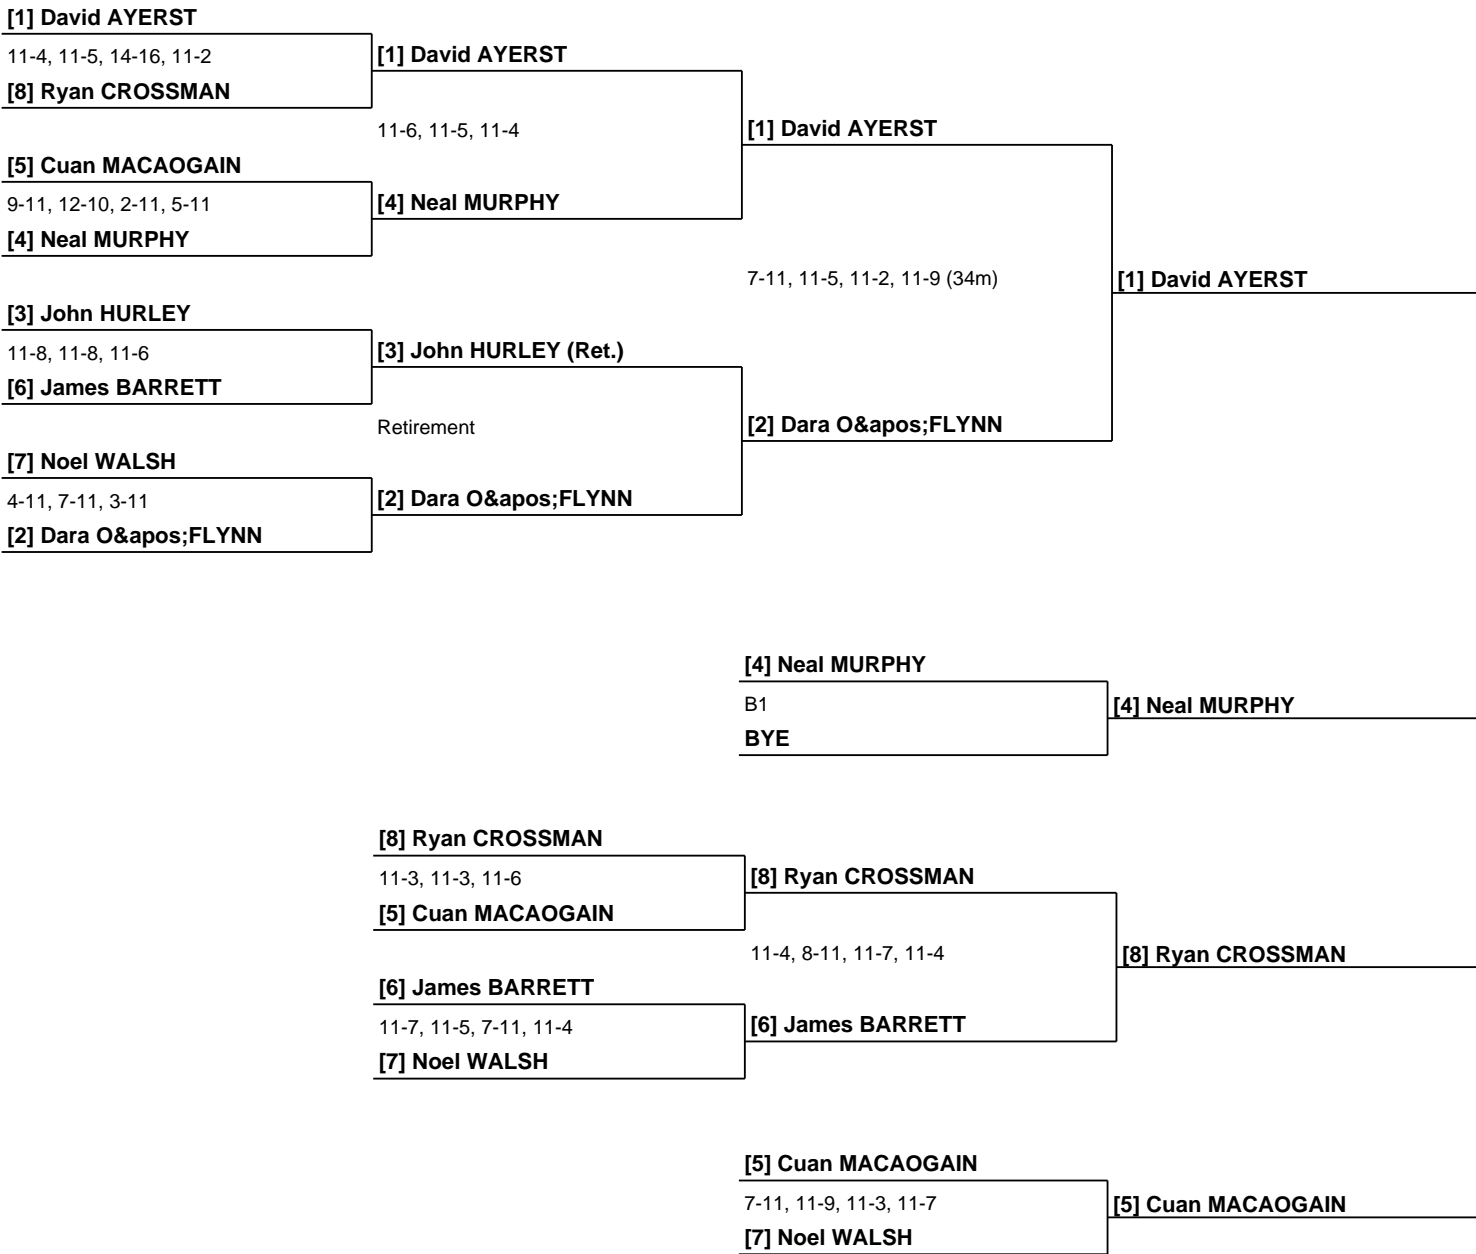 [1] David AYERST
11-4, 11-5, 14-16, 11-2
[8] Ryan CROSSMAN
[1] David AYERST
11-6, 11-5, 11-4
[1] David AYERST
[5] Cuan MACAOGAIN
9-11, 12-10, 2-11, 5-11
[4] Neal MURPHY
[4] Neal MURPHY
7-11, 11-5, 11-2, 11-9 (34m)
[1] David AYERST
[3] John HURLEY
11-8, 11-8, 11-6
[6] James BARRETT
[3] John HURLEY (Ret.)
Retirement
[2] Dara O&apos;FLYNN
[7] Noel WALSH
4-11, 7-11, 3-11
[2] Dara O&apos;FLYNN
[2] Dara O&apos;FLYNN
[4] Neal MURPHY
B1
BYE
[4] Neal MURPHY
[8] Ryan CROSSMAN
11-3, 11-3, 11-6
[5] Cuan MACAOGAIN
[8] Ryan CROSSMAN
11-4, 8-11, 11-7, 11-4
[8] Ryan CROSSMAN
[6] James BARRETT
11-7, 11-5, 7-11, 11-4
[7] Noel WALSH
[6] James BARRETT
[5] Cuan MACAOGAIN
7-11, 11-9, 11-3, 11-7
[7] Noel WALSH
[5] Cuan MACAOGAIN